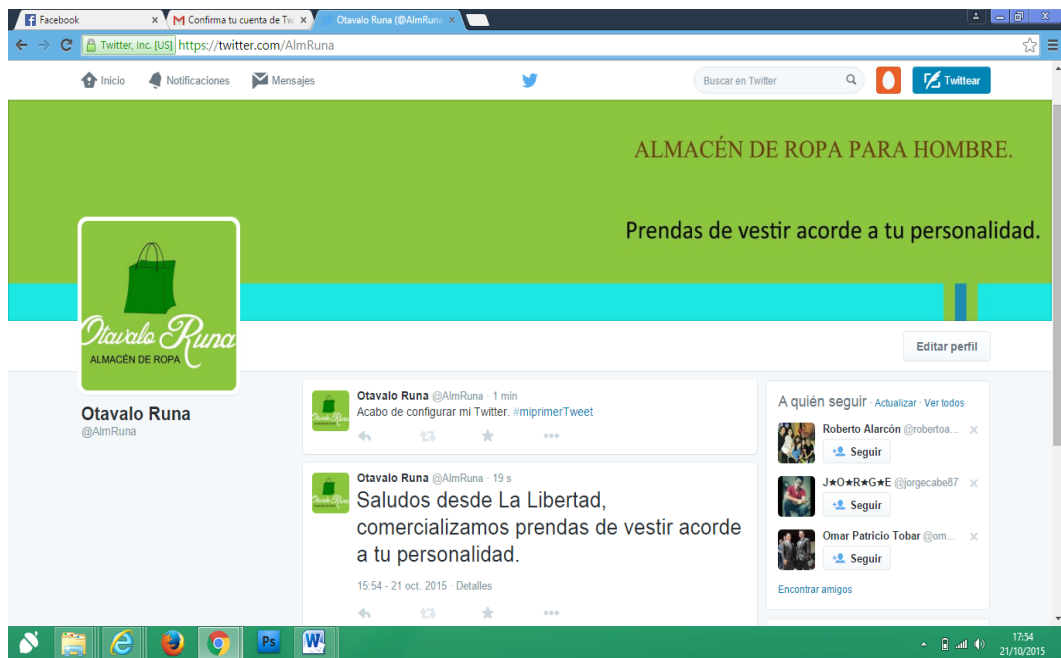 Facebook
Confirma tu cuenta de Tw
Otavalo Runa (@AlmRuna
Twitter, Inc. [US] https://twitter.com/AlmRuna
Inicio Notificaciones Mensajes
Buscar en Twitter
Twittear
ALMACÉN DE ROPA PARA HOMBRE.
Prendas de vestir acorde a tu personalidad.
Otavalo Runa
ALMACÉN DE ROPA
Editar perfil
Otavalo Runa
@AlmRuna
Otavalo Runa @AlmRuna · 1 min
Acabo de configurar mi Twitter. #miprimerTweet
Otavalo Runa @AlmRuna · 19 s
Saludos desde La Libertad,
comercializamos prendas de vestir acorde
a tu personalidad.
15:54 - 21 oct. 2015 · Detalles
A quién seguir · Actualizar · Ver todos
Roberto Alarcón @robertoa...
Seguir
J★O★R★G★E @jorgecabe87
Seguir
Omar Patricio Tobar @om...
Seguir
Encontrar amigos
Ps
W
17:54
21/10/2015